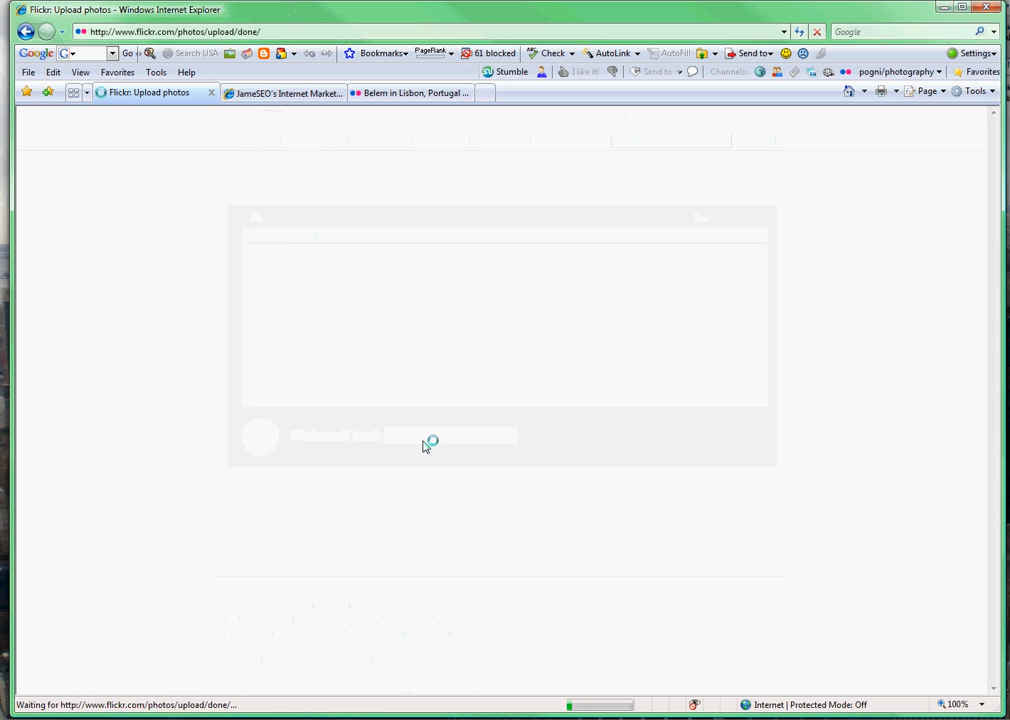 Flickr: Upload photos - Windows Internet Explorer
http://www.flickr.com/photos/upload/done/
Google
Google
G
Go
Search USA
Bookmarks
PageRank
61 blocked
Check
AutoLink
AutoFill
Send to
Settings
File Edit View Favorites Tools Help
Stumble
I like it!
Send to
Channels:
pogni/photography
Favorites
Flickr: Upload photos
JameSEO's Internet Market...
Belem in Lisbon, Portugal ...
Page
Tools
Waiting for http://www.flickr.com/photos/upload/done/...
Internet | Protected Mode: Off
100%